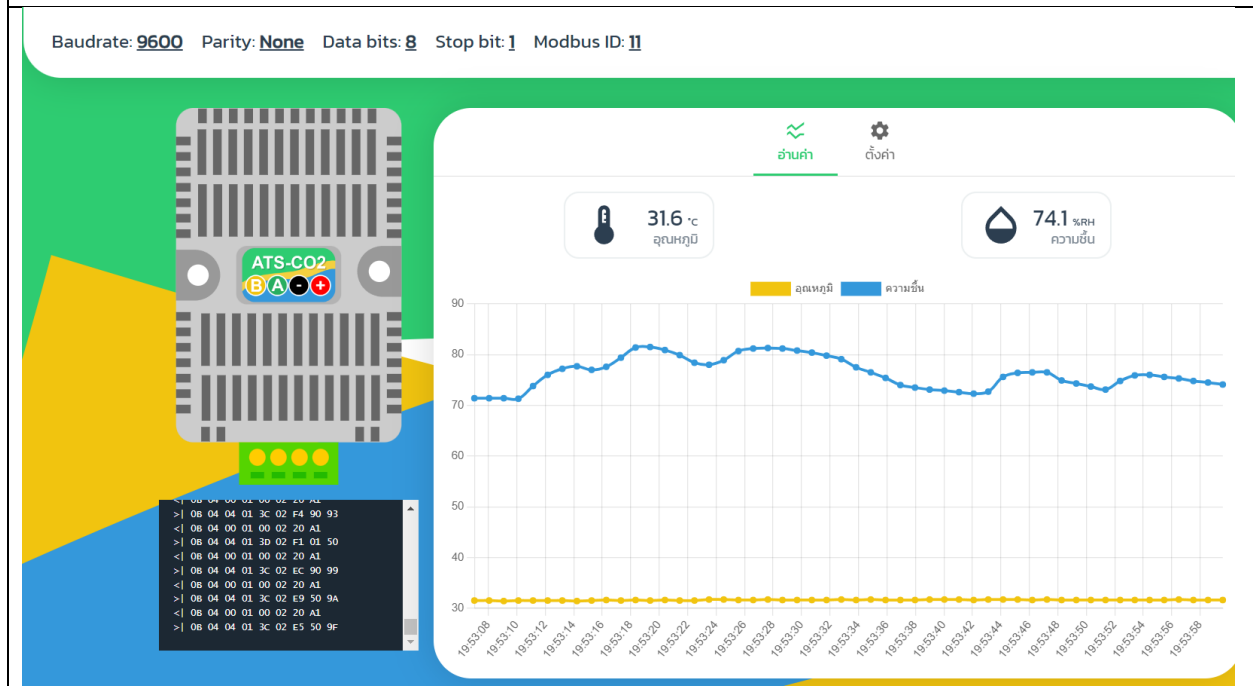 Baudrate: 9600 Parity: None Data bits: 8 Stop bit: 1 Modbus ID: 11
ATS-CO2
B A - +
<| 0B 04 00 01 00 02 20 A1
>| 0B 04 04 01 3C 02 F4 90 93
<| 0B 04 00 01 00 02 20 A1
>| 0B 04 04 01 3D 02 F1 01 50
<| 0B 04 00 01 00 02 20 A1
>| 0B 04 04 01 3C 02 EC 90 99
<| 0B 04 00 01 00 02 20 A1
>| 0B 04 04 01 3C 02 E9 50 9A
<| 0B 04 00 01 00 02 20 A1
>| 0B 04 04 01 3C 02 E5 50 9F
อ่านค่า ตั้งค่า
31.6 °C
อุณหภูมิ
74.1 %RH
ความชื้น
อุณหภูมิ ความชื้น
90
80
70
60
50
40
30
19:53:08 19:53:10 19:53:12 19:53:14 19:53:16 19:53:18 19:53:20 19:53:22 19:53:24 19:53:26 19:53:28 19:53:30 19:53:32 19:53:34 19:53:36 19:53:38 19:53:40 19:53:42 19:53:44 19:53:46 19:53:48 19:53:50 19:53:52 19:53:54 19:53:56 19:53:58